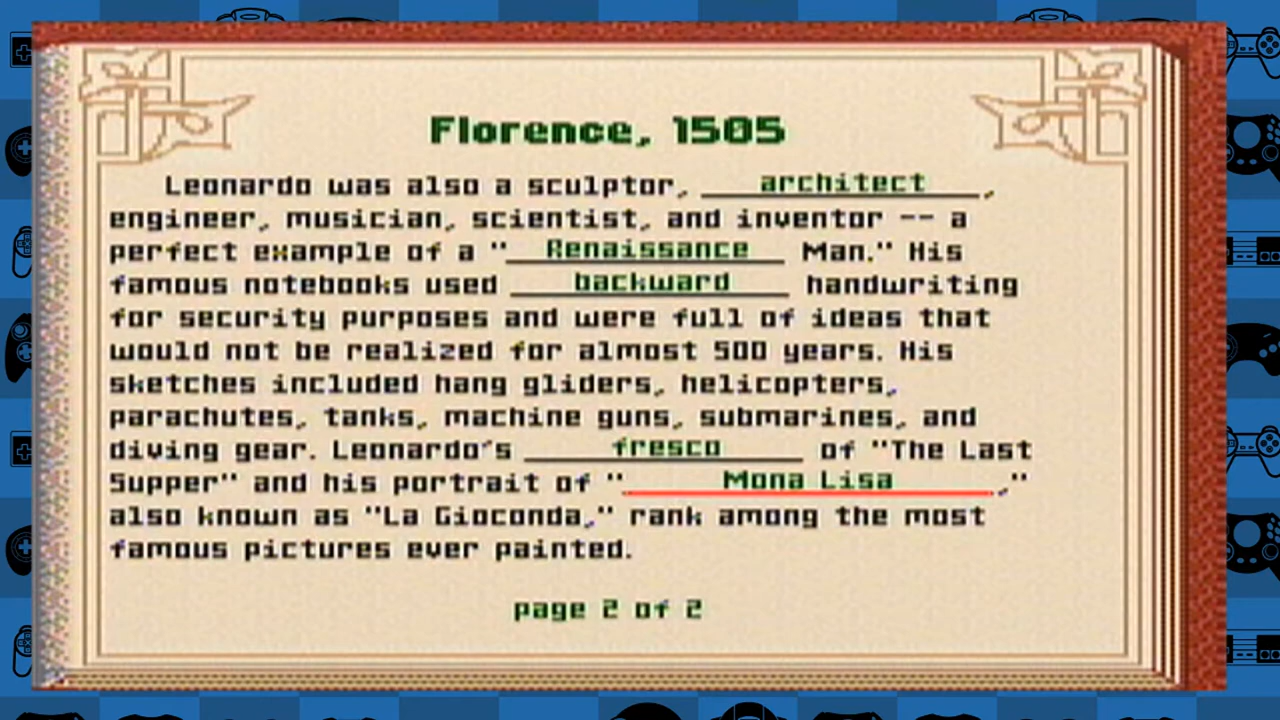 Florence, 1505
Leonardo was also a sculptor, architect,
engineer, musician, scientist, and inventor -- a
perfect example of a "Renaissance Man." His
famous notebooks used backward handwriting
for security purposes and were full of ideas that
would not be realized for almost 500 years. His
sketches included hang gliders, helicopters,
parachutes, tanks, machine guns, submarines, and
diving gear. Leonardo's fresco of "The Last
Supper" and his portrait of "Mona Lisa,"
also known as "La Gioconda," rank among the most
famous pictures ever painted.
page 2 of 2